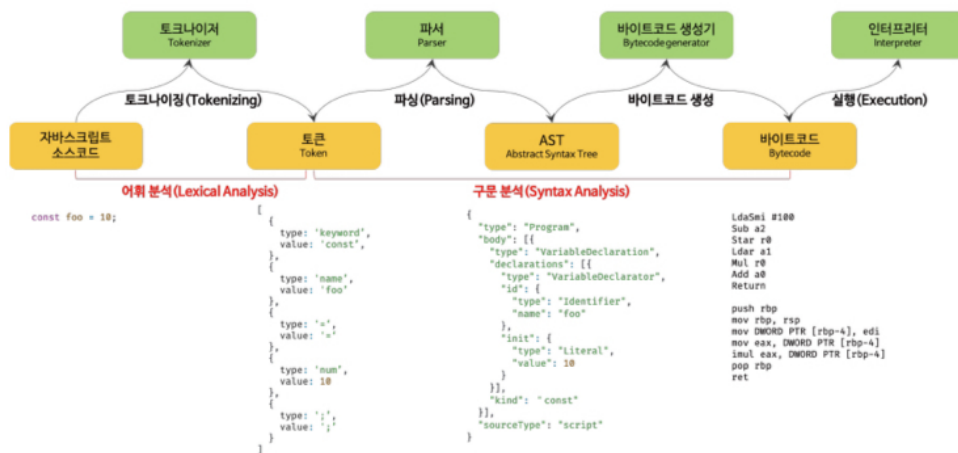 토크나이저
Tokenizer
파서
Parser
바이트코드 생성기
Bytecodegenerator
인터프리터
Interpreter
토크나이징(Tokenizing)
파싱(Parsing)
바이트코드 생성
실행(Execution)
자바스크립트
소스코드
토큰
Token
AST
Abstract Syntax Tree
바이트코드
Bytecode
어휘 분석(Lexical Analysis)
구문 분석(Syntax Analysis)
const foo = 10;
[
{
type: 'keyword',
value: 'const',
},
{
type: 'name',
value: 'foo'
},
{
type: '=',
value: '='
},
{
type: 'num',
value: 10
},
{
type: ';',
value: ';'
}
]
{
"type": "Program",
"body": [{
"type": "VariableDeclaration",
"declarations": [{
"type": "VariableDeclarator",
"id": {
"type": "Identifier",
"name": "foo"
},
"init": {
"type": "Literal",
"value": 10
}
}],
"kind": "const"
}],
"sourceType": "script"
}
LdaSmi #100
Sub a2
Star r0
Ldar a1
Mul r0
Add a0
Return
push rbp
mov rbp, rsp
mov DWORD PTR [rbp-4], edi
mov eax, DWORD PTR [rbp-4]
imul eax, DWORD PTR [rbp-4]
pop rbp
ret